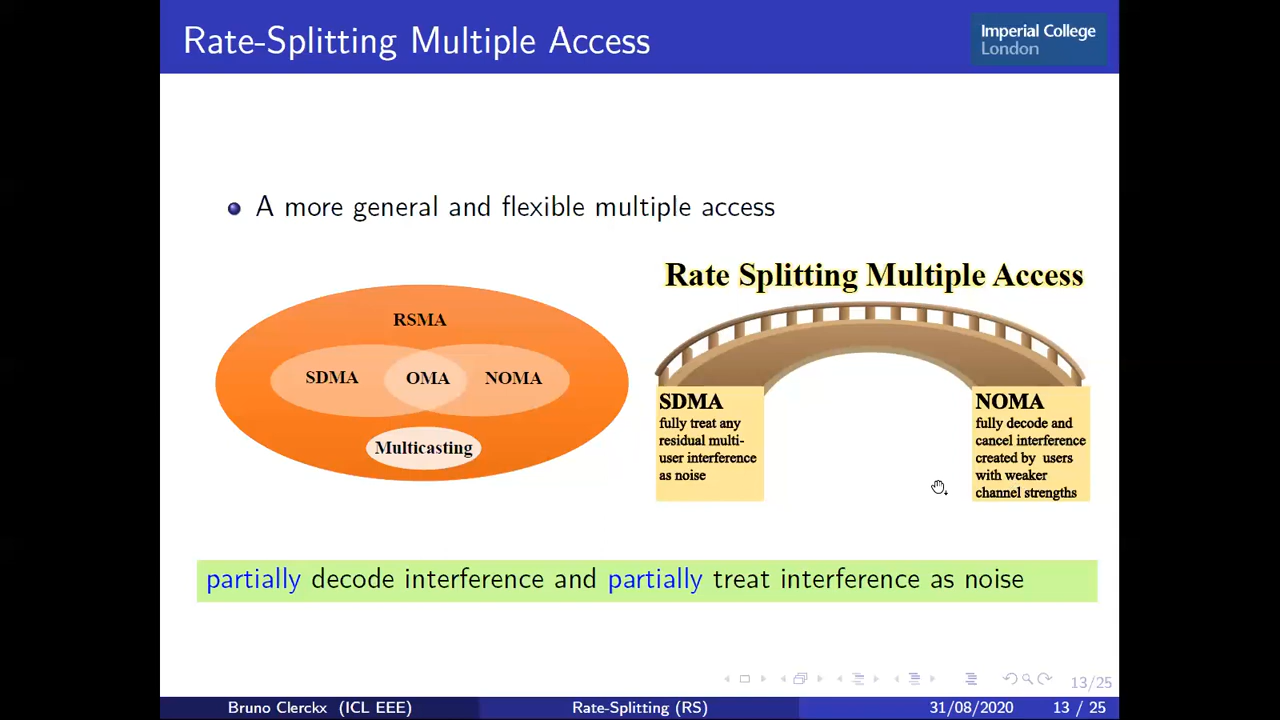 Rate-Splitting Multiple Access
Imperial College
London
A more general and flexible multiple access
Rate Splitting Multiple Access
RSMA
SDMA
OMA
NOMA
Multicasting
SDMA
fully treat any
residual multi-
user interference
as noise
NOMA
fully decode and
cancel interference
created by users
with weaker
channel strengths
partially decode interference and partially treat interference as noise
13/25
Bruno Clerckx (ICL EEE)
Rate-Splitting (RS)
31/08/2020
13 / 25